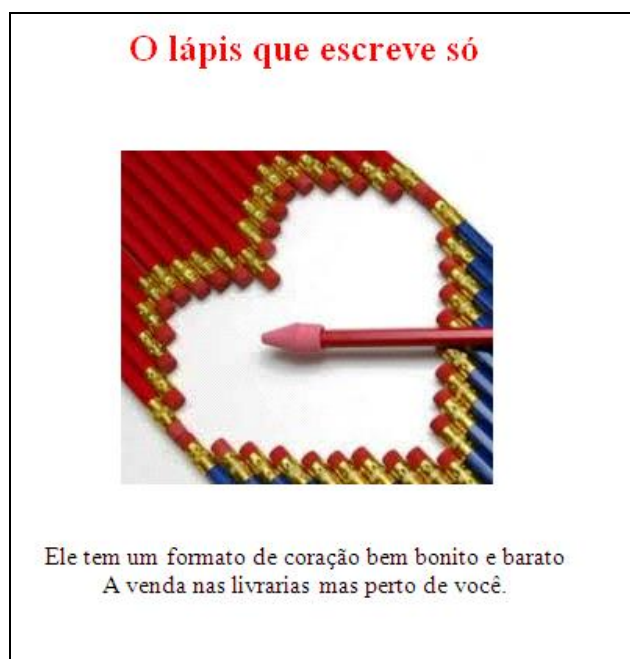 O lápis que escreve só
Ele tem um formato de coração bem bonito e barato
A venda nas livrarias mas perto de você.